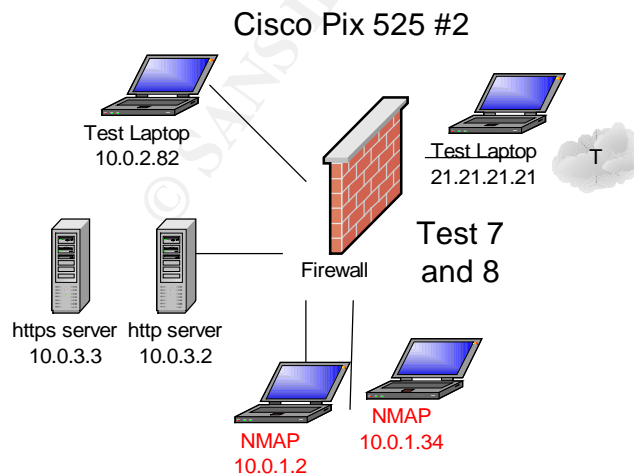 Cisco Pix 525 #2
© SANS I
Test Laptop
10.0.2.82
Test Laptop
21.21.21.21
T
Test 7
and 8
Firewall
https server
10.0.3.3
http server
10.0.3.2
NMAP
10.0.1.2
NMAP
10.0.1.34